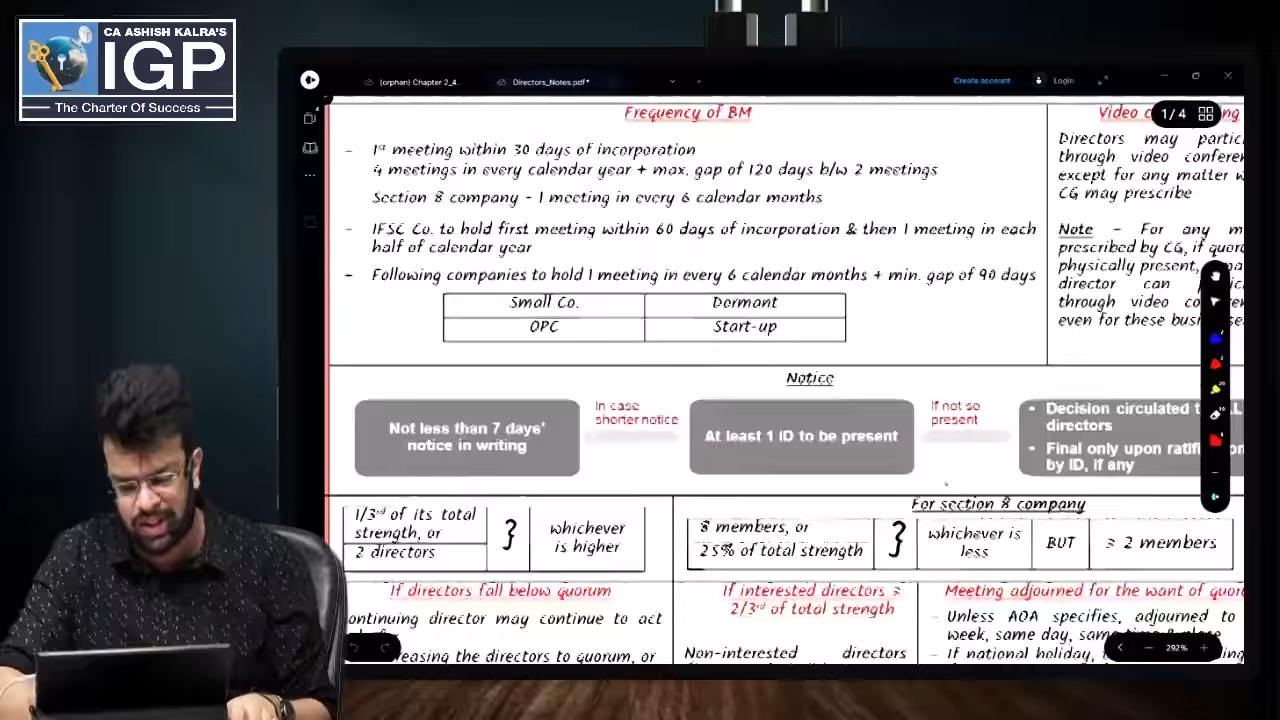 CA ASHISH KALRA'S
IGP
The Charter Of Success
(orphan) Chapter 2_4...
Directors_Notes.pdf*
Create account
Login
1/4
Frequency of BM
- 1st meeting within 30 days of incorporation
4 meetings in every calendar year + max. gap of 120 days b/w 2 meetings
Section 8 company - 1 meeting in every 6 calendar months
- IFSC Co. to hold first meeting within 60 days of incorporation & then 1 meeting in each
half of calendar year
- Following companies to hold 1 meeting in every 6 calendar months + min. gap of 90 days
Small Co. Dormant
OPC Start-up
Video
Directors may partic
through video conferen
except for any matter w
CG may prescribe
Note - For any m
prescribed by CG, if quor
physically present,
director can
through video
even for these
Notice
Not less than 7 days'
notice in writing
In case
shorter notice
At least 1 ID to be present
If not so
present
• Decision circulated
directors
• Final only upon
by ID, if any
1/3rd of its total
strength, or
2 directors
}
whichever
is higher
For section 8 company
8 members, or
25% of total strength
}
whichever is
less
BUT
≥ 2 members
If directors fall below quorum
ontinuing director may continue to act
easing the directors to quorum, or
If interested directors ≥
2/3rd of total strength
Non-interested directors
Meeting adjourned for the want of quor
- Unless AOA specifies, adjourned to
week, same day, same time & place
- If national holiday,
292%